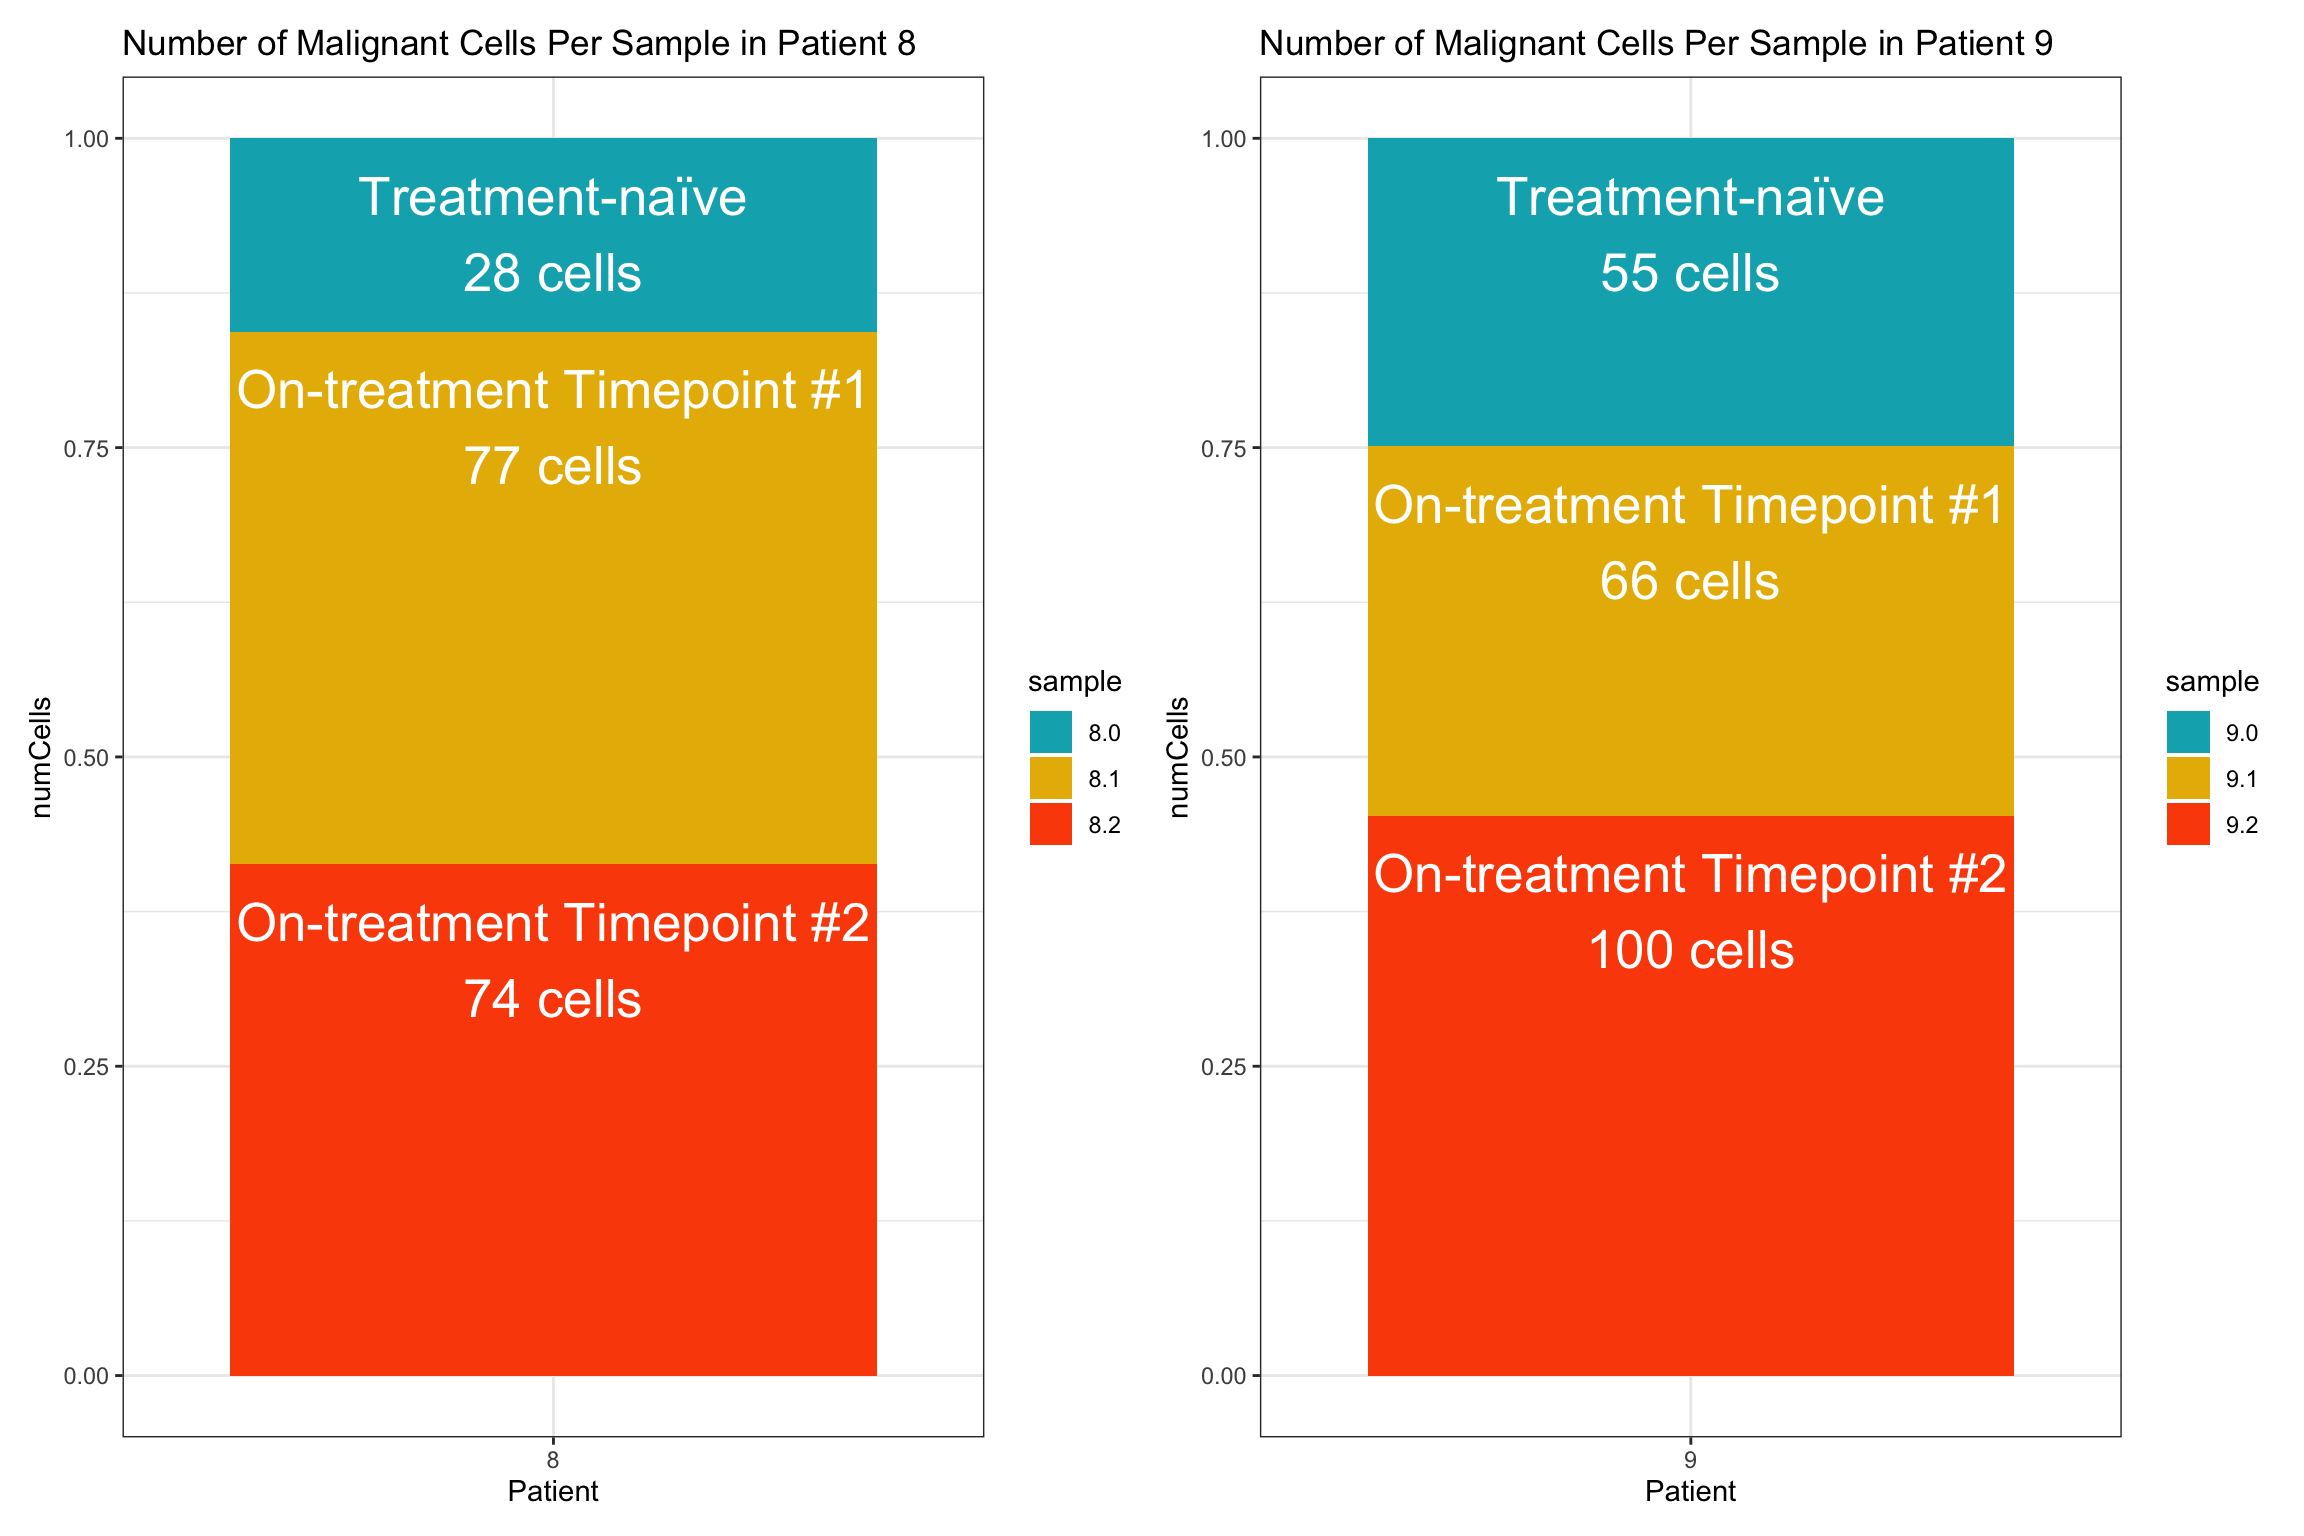 Number of Malignant Cells Per Sample in Patient 8
numCells
1.00
0.75
0.50
0.25
0.00
Treatment-naïve
28 cells
On-treatment Timepoint #1
77 cells
On-treatment Timepoint #2
74 cells
8
Patient
sample
8.0
8.1
8.2
Number of Malignant Cells Per Sample in Patient 9
numCells
1.00
0.75
0.50
0.25
0.00
Treatment-naïve
55 cells
On-treatment Timepoint #1
66 cells
On-treatment Timepoint #2
100 cells
9
Patient
sample
9.0
9.1
9.2